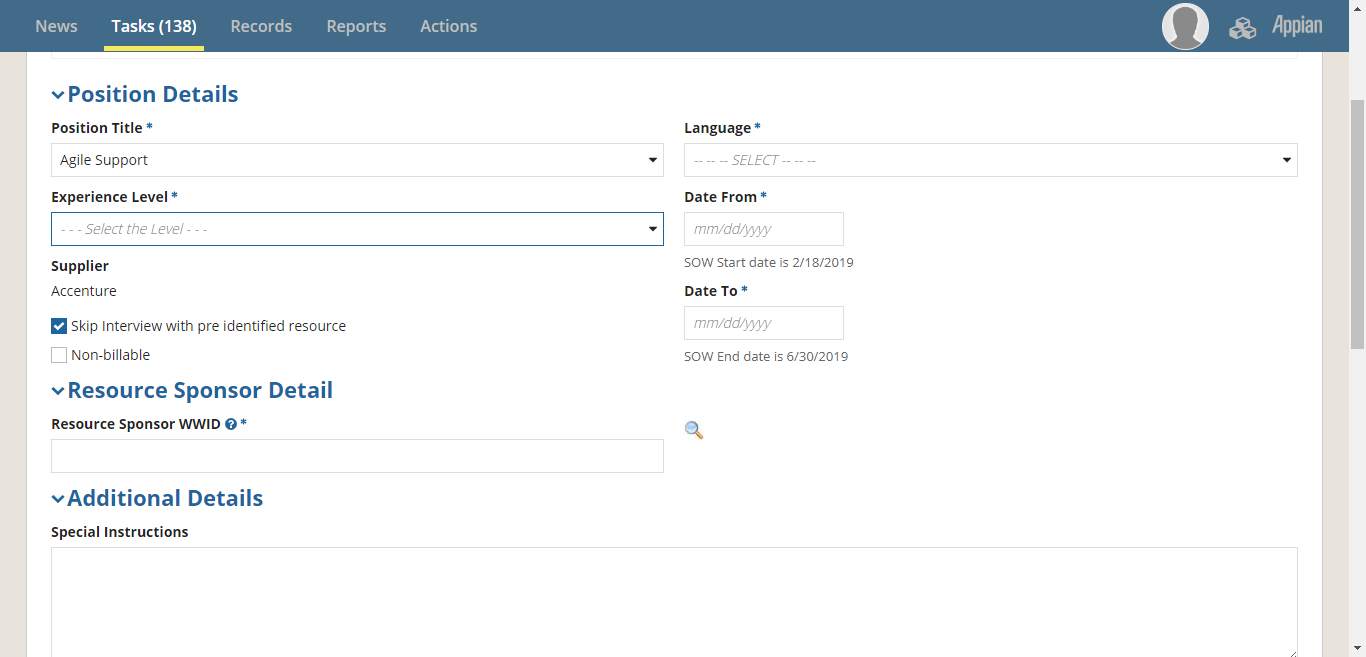 News Tasks (138) Records Reports Actions Appian
Position Details
Position Title *
Agile Support
Language *
-- -- -- SELECT -- -- --
Experience Level *
- - - Select the Level - - -
Date From *
mm/dd/yyyy
SOW Start date is 2/18/2019
Supplier
Accenture
Date To *
mm/dd/yyyy
SOW End date is 6/30/2019
Skip Interview with pre identified resource
Non-billable
Resource Sponsor Detail
Resource Sponsor WWID ? *
Additional Details
Special Instructions